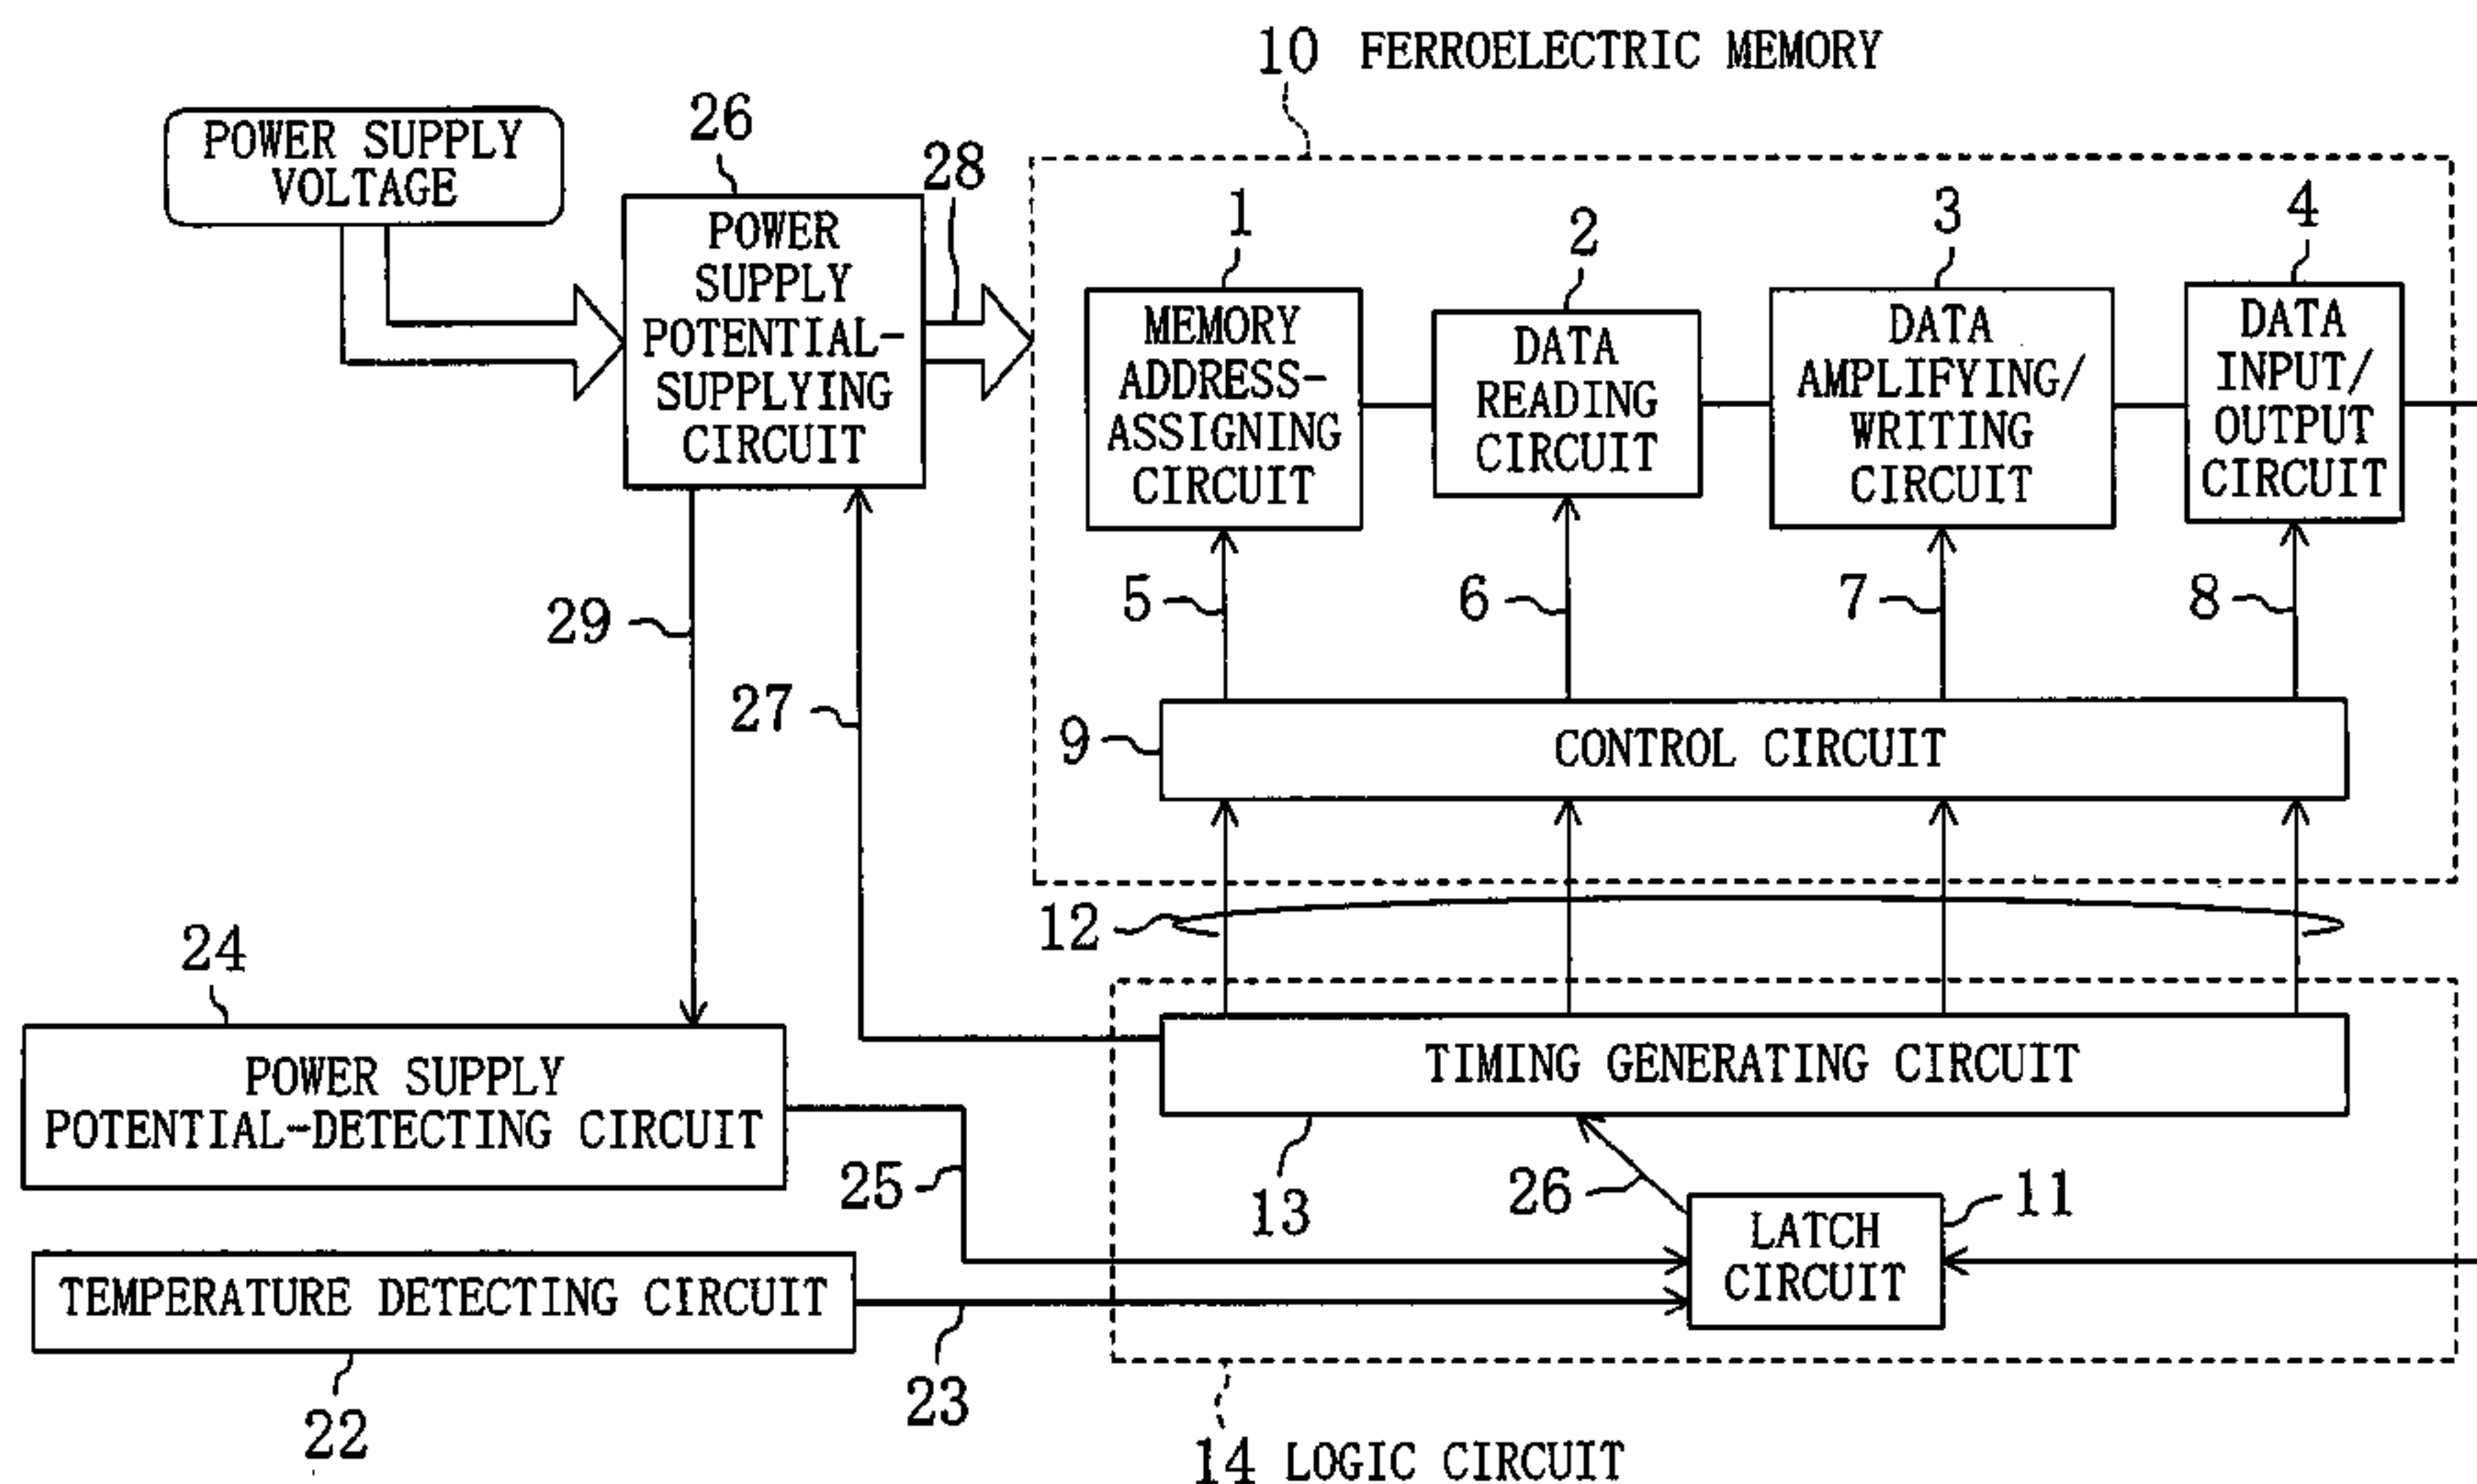 10 FERROELECTRIC MEMORY
POWER SUPPLY
VOLTAGE
26
28
POWER
SUPPLY
POTENTIAL-
SUPPLYING
CIRCUIT
1
2
3
4
MEMORY
ADDRESS-
ASSIGNING
CIRCUIT
DATA
READING
CIRCUIT
DATA
AMPLIFYING/
WRITING
CIRCUIT
DATA
INPUT/
OUTPUT
CIRCUIT
5
6
7
8
29
27
9
CONTROL CIRCUIT
12
24
POWER SUPPLY
POTENTIAL-DETECTING CIRCUIT
TIMING GENERATING CIRCUIT
25
13
26
11
LATCH
CIRCUIT
TEMPERATURE DETECTING CIRCUIT
22
23
14 LOGIC CIRCUIT